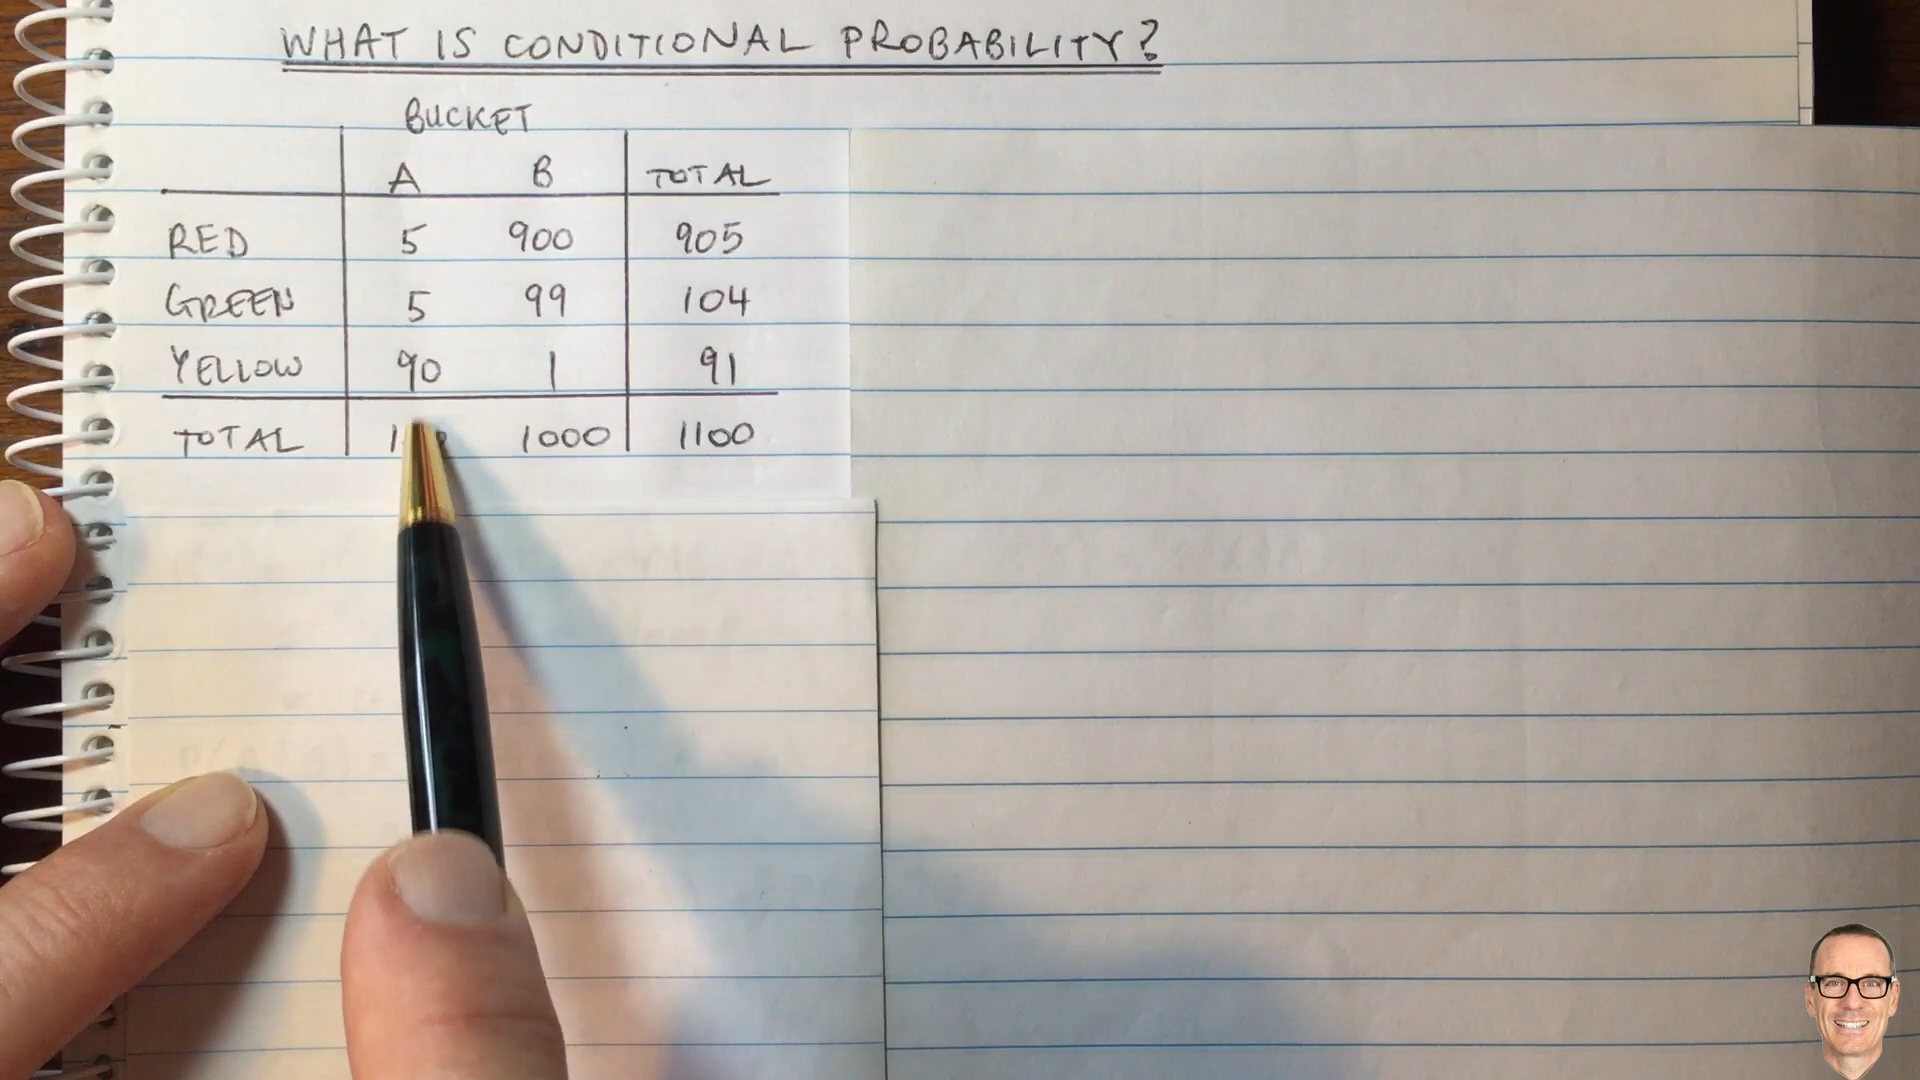 WHAT IS CONDITIONAL PROBABILITY?
BUCKET
A B TOTAL
RED 5 900 905
GREEN 5 99 104
YELLOW 90 1 91
TOTAL 1000 1100